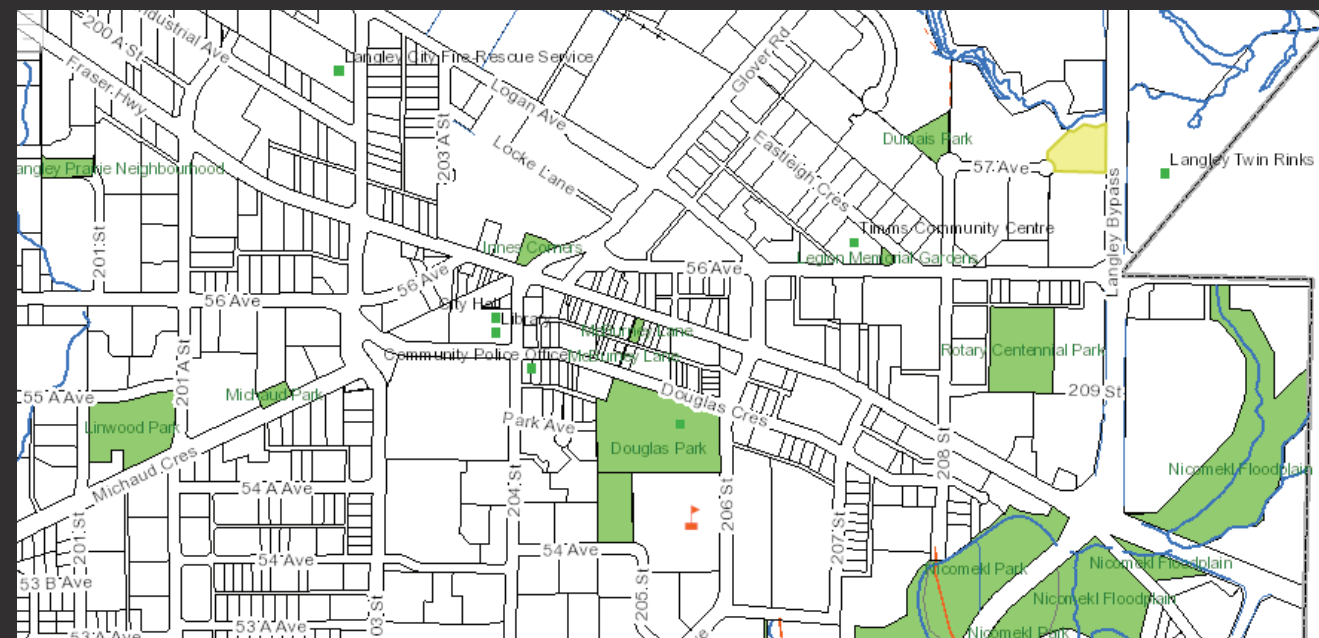 Industrial Ave
200 A St
Fraser Hwy
Langley City Fire-Rescue Service
Glover Rd
Logan Ave
203 A St
Locke Lane
Eastleigh Cres
Dumais Park
57 Ave
Langley Twin Rinks
Langley Prairie Neighbourhood
Langley Bypass
201 St
Timms Community Centre
Legion Memorial Gardens
Innes Corners
56 Ave
56 Ave
56 Ave
City Hall
Library
McBurney Lane
McBurney Lane
Community Police Office
Rotary Centennial Park
201 A St
209 St
55 A Ave
Michaud Park
Douglas Cres
Linwood Park
Park Ave
Douglas Park
208 St
Michaud Cres
Nicomekl Floodplain
54 A Ave
204 St
206 St
207 St
201 St
54 Ave
54 Ave
Nicomekl Park
Nicomekl Floodplain
53 B Ave
205 St
Nicomekl Floodplain
03 St
53 A Ave
53 A Ave
Nicomekl Park